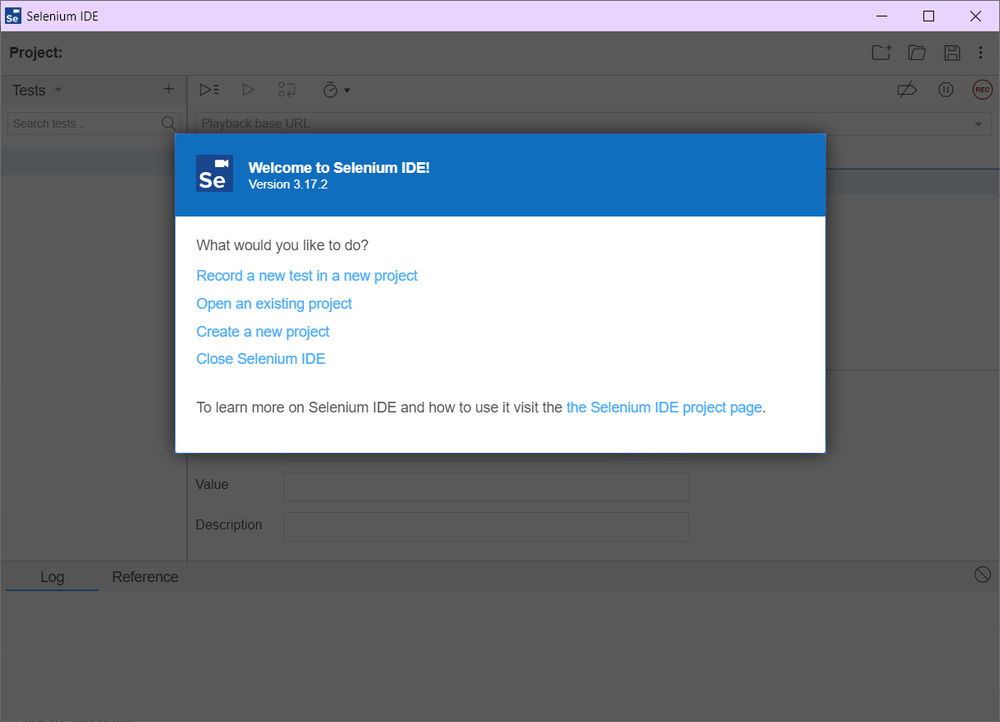 Se Selenium IDE
Project:
Tests
REC
Search tests...
Playback base URL
Se
Welcome to Selenium IDE!
Version 3.17.2
What would you like to do?
Record a new test in a new project
Open an existing project
Create a new project
Close Selenium IDE
To learn more on Selenium IDE and how to use it visit the the Selenium IDE project page.
Value
Description
Log Reference